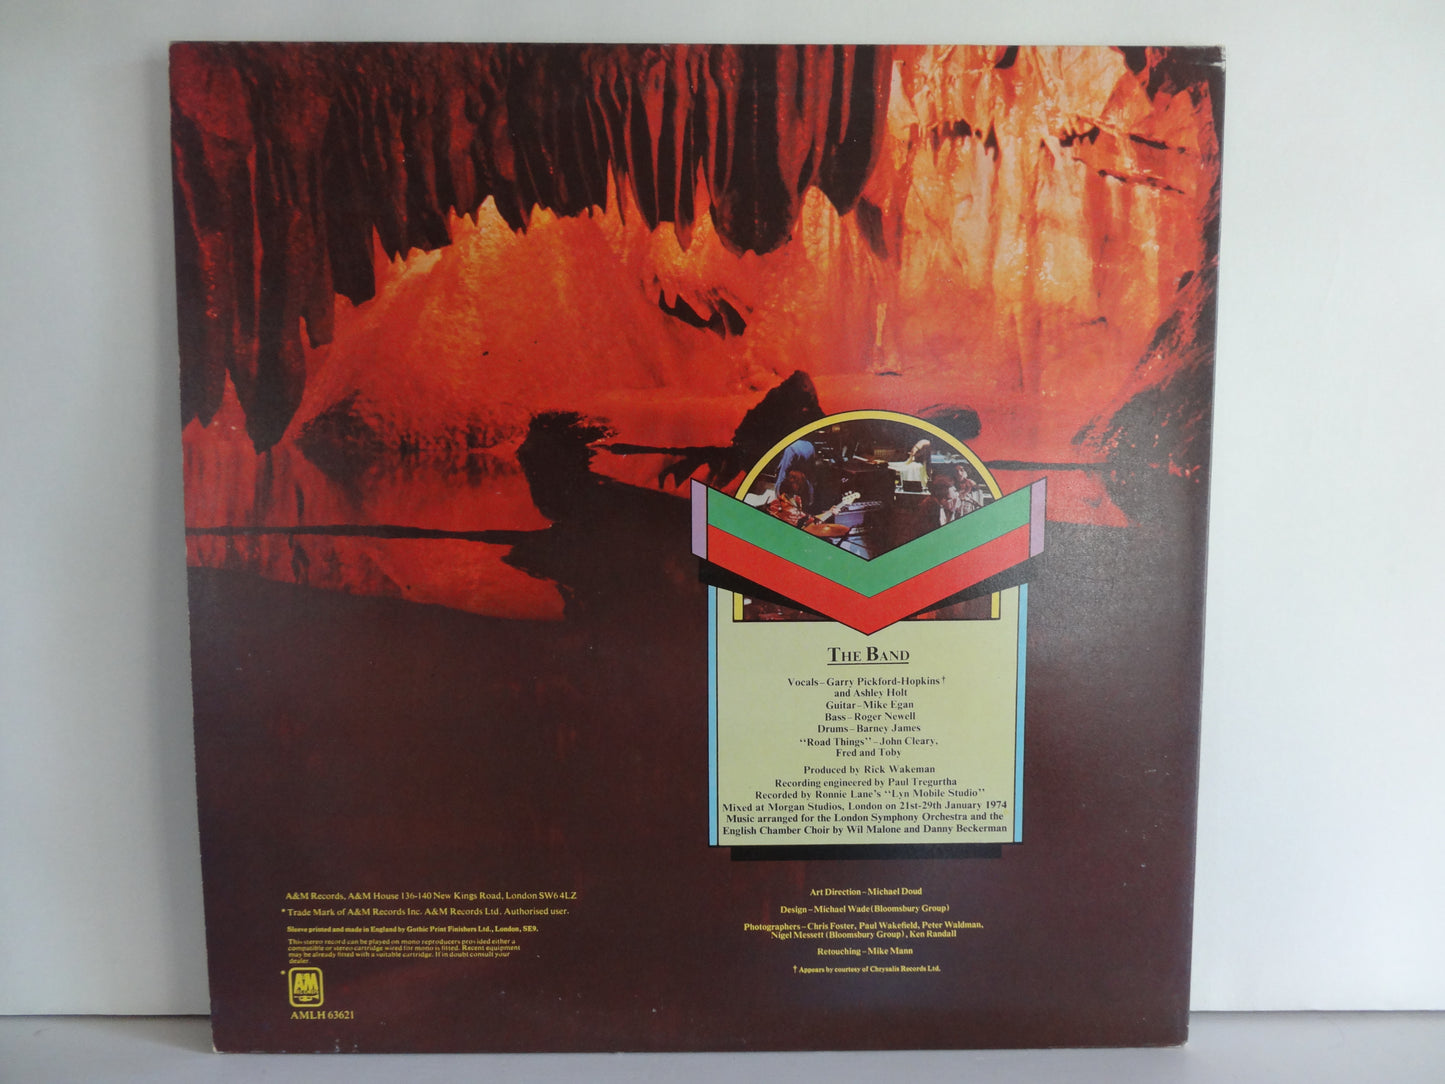 THE BAND
Vocals–Garry Pickford-Hopkins†
and Ashley Holt
Guitar–Mike Egan
Bass–Roger Newell
Drums–Barney James
“Road Things”–John Cleary,
Fred and Toby
Produced by Rick Wakeman
Recording engineered by Paul Tregurtha
Recorded by Ronnie Lane's “Lyn Mobile Studio”
Mixed at Morgan Studios, London on 21st-29th January 1974
Music arranged for the London Symphony Orchestra and the
English Chamber Choir by Wil Malone and Danny Beckerman
Art Direction–Michael Doud
Design–Michael Wade (Bloomsbury Group)
Photographers–Chris Foster, Paul Wakefield, Peter Waldman,
Nigel Messett (Bloomsbury Group), Ken Randall
Retouching–Mike Mann
† Appears by courtesy of Chrysalis Records Ltd.
A&M Records, A&M House 136-140 New Kings Road, London SW6 4LZ
* Trade Mark of A&M Records Inc. A&M Records Ltd. Authorised user.
Sleeve printed and made in England by Gothic Print Finishers Ltd., London, SE9.
This stereo record can be played on mono reproducers provided either a
compatible or stereo cartridge wired for mono is fitted. Recent equipment
may be already fitted with a suitable cartridge. If in doubt consult your
dealer.
* A&M
RECORDS
AMLH 63621